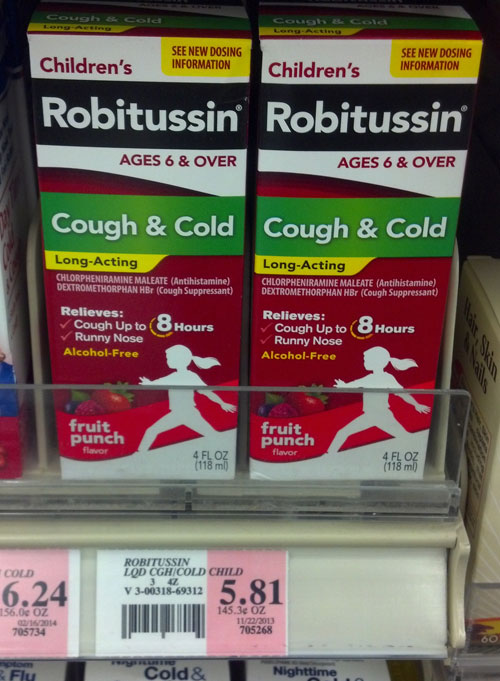 Cough & Cold
Long-Acting
Cough & Cold
Long-Acting
Children's
SEE NEW DOSING
INFORMATION
Robitussin®
AGES 6 & OVER
Cough & Cold
Long-Acting
CHLORPHENIRAMINE MALEATE (Antihistamine)
DEXTROMETHORPHAN HBr (Cough Suppressant)
Relieves:
✓ Cough Up to 8 Hours
✓ Runny Nose
Alcohol-Free
fruit
punch
flavor
4 FL OZ
(118 ml)
Children's
SEE NEW DOSING
INFORMATION
Robitussin®
AGES 6 & OVER
Cough & Cold
Long-Acting
CHLORPHENIRAMINE MALEATE (Antihistamine)
DEXTROMETHORPHAN HBr (Cough Suppressant)
Relieves:
✓ Cough Up to 8 Hours
✓ Runny Nose
Alcohol-Free
fruit
punch
flavor
4 FL OZ
(118 ml)
Hair, Skin
& Nails
COLD
6.24
156.0¢ OZ
02/16/2014
705734
ROBITUSSIN
LQD CGH/COLD CHILD
3 4Z
V 3-00318-69312
5.81
145.3¢ OZ
11/22/2013
705268
& Flu
Nighttime
Cold &
Nighttime
60